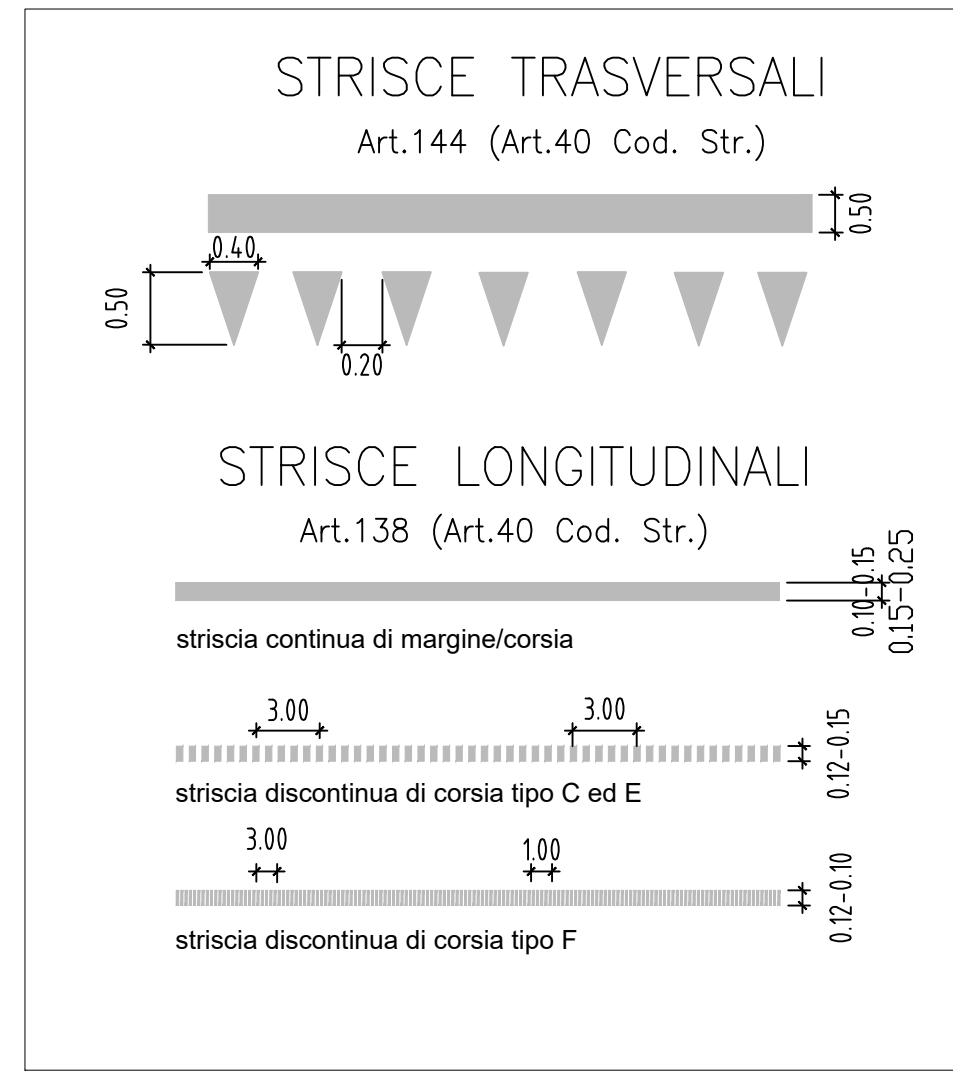 STRISCE TRASVERSALI
Art.144 (Art.40 Cod. Str.)
0.50
0.40
0.50
0.20
STRISCE LONGITUDINALI
Art.138 (Art.40 Cod. Str.)
0.10-0.15
0.15-0.25
striscia continua di margine/corsia
3.00
3.00
0.12-0.15
striscia discontinua di corsia tipo C ed E
3.00
1.00
0.12-0.10
striscia discontinua di corsia tipo F